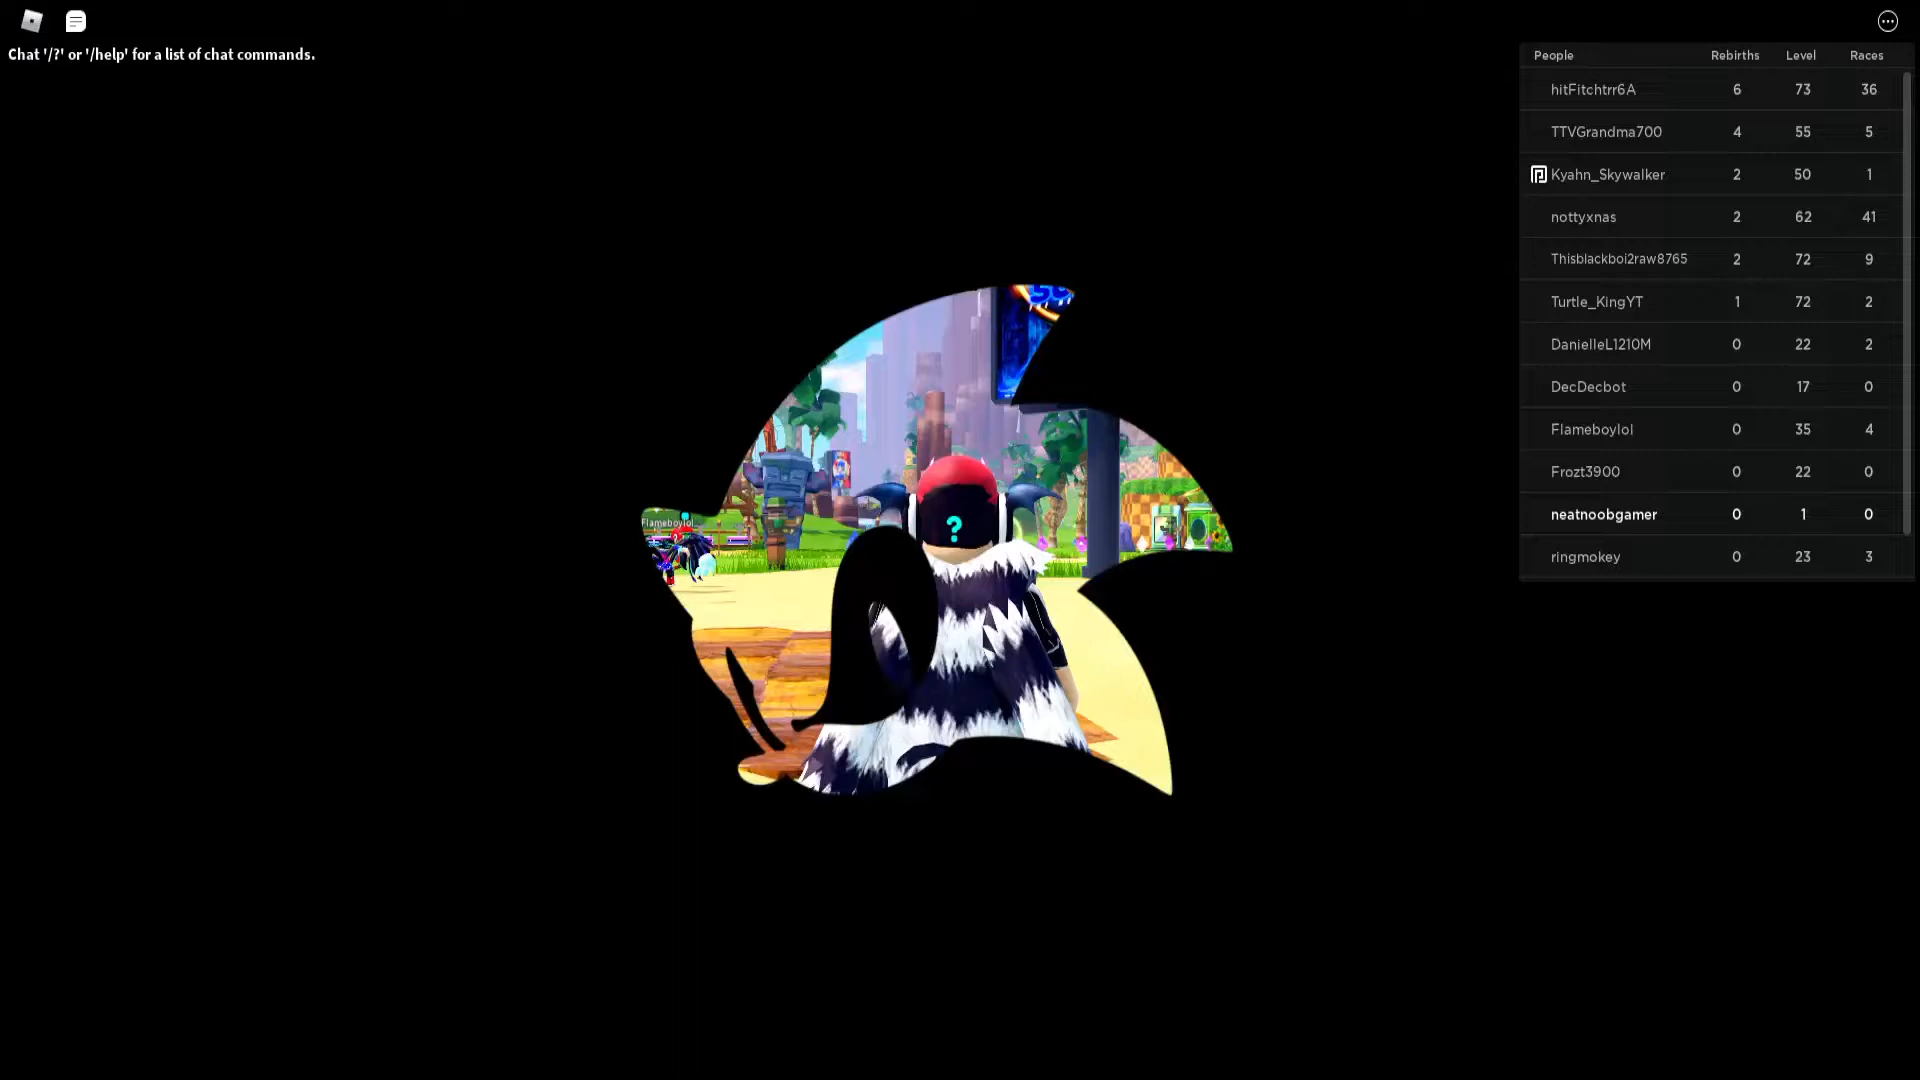 Chat '/?' or '/help' for a list of chat commands.
People Rebirths Level Races
hitFitchtrr6A 6 73 36
TTVGrandma700 4 55 5
Kyahn_Skywalker 2 50 1
nottyxnas 2 62 41
Thisblackboi2raw8765 2 72 9
Turtle_KingYT 1 72 2
DanielleL1210M 0 22 2
DecDecbot 0 17 0
Flameboylol 0 35 4
Frozt3900 0 22 0
neatnoobgamer 0 1 0
ringmokey 0 23 3
Flameboylol
?